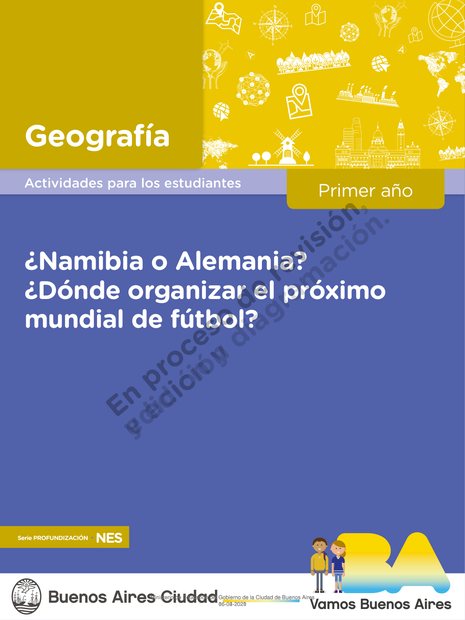 Geografía
Actividades para los estudiantes
Primer año
¿Namibia o Alemania?
¿Dónde organizar el próximo
mundial de fútbol?
En proceso de revisión,
edición y diagramación.
Serie PROFUNDIZACIÓN · NES
Buenos Aires Ciudad
Gobierno de la Ciudad de Buenos Aires
BA
Vamos Buenos Aires